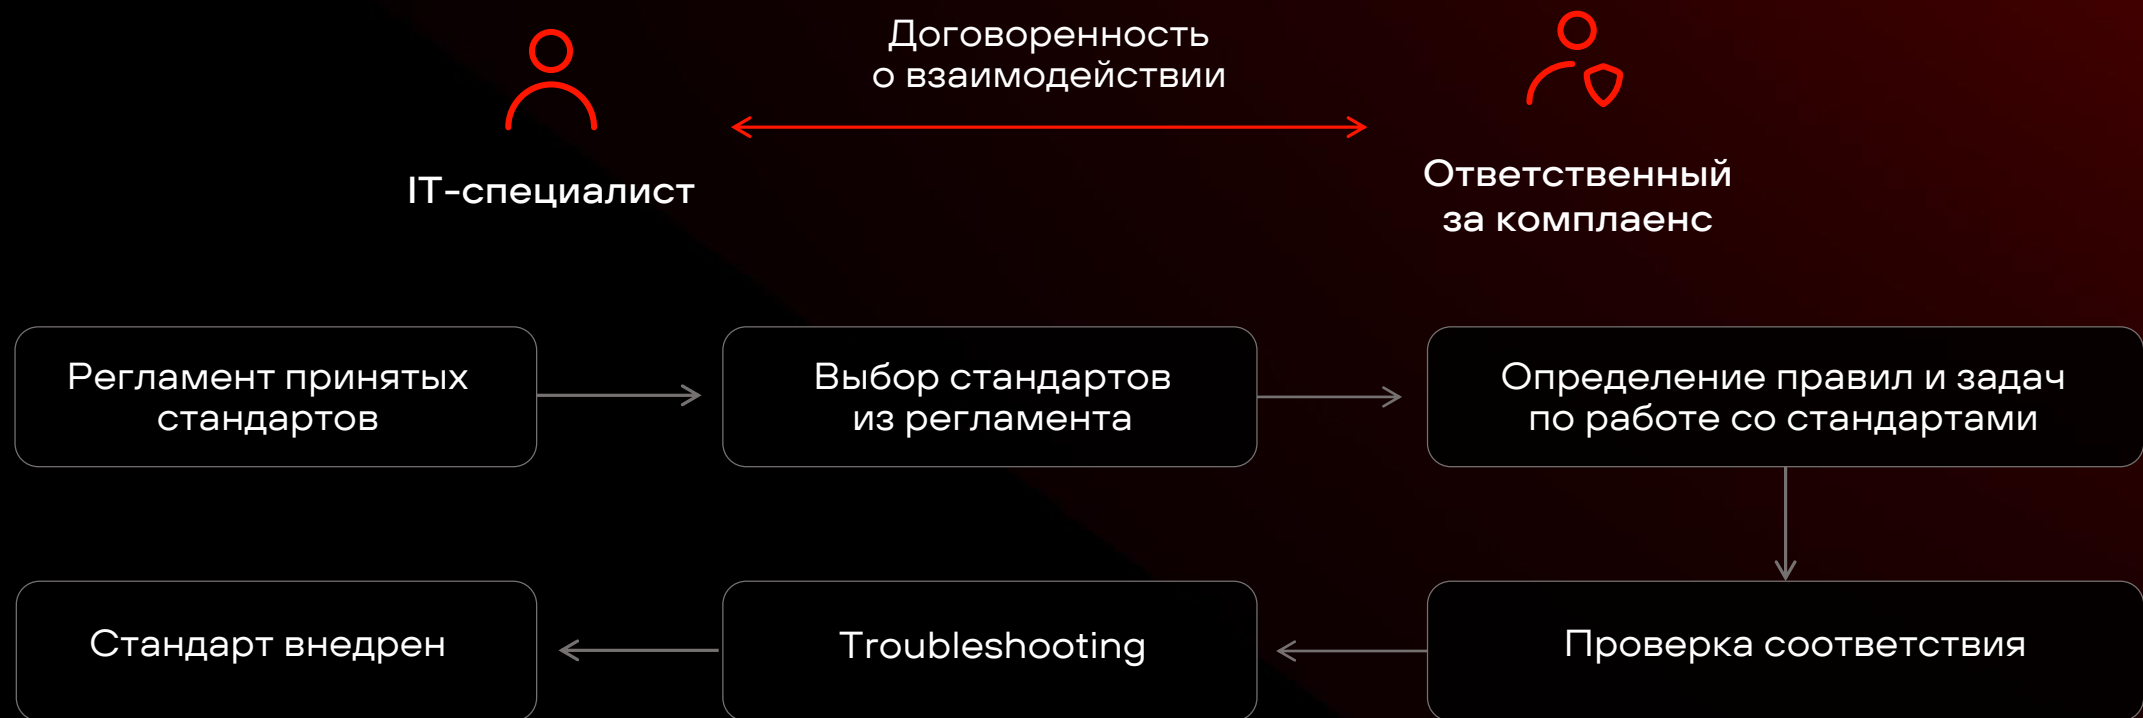 Договоренность
о взаимодействии
IT-специалист
Ответственный
за комплаенс
Регламент принятых
стандартов
Выбор стандартов
из регламента
Определение правил и задач
по работе со стандартами
Стандарт внедрен
Troubleshooting
Проверка соответствия